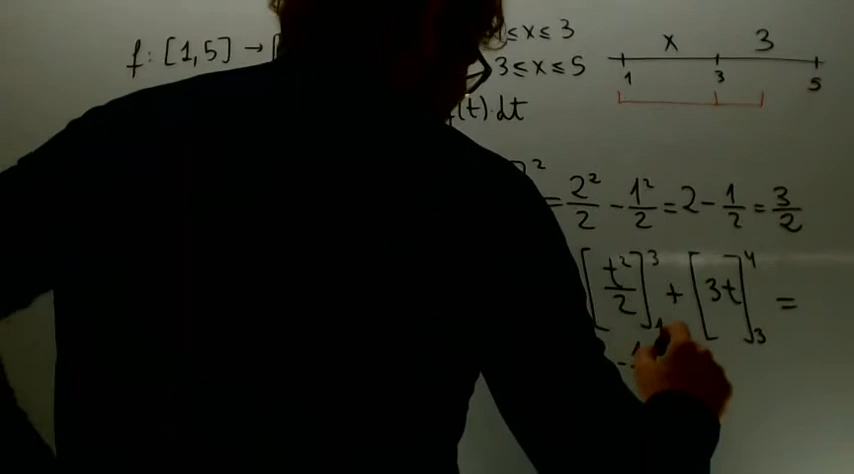 f : [1,5] → [ ≤ x ≤ 3
3 ≤ x ≤ 5
x 3
1 3 5
(t)·dt
2 = 2²/2 - 1²/2 = 2 - 1/2 = 3/2
[t²/2]₁³ + [3t]₃⁴ =
-